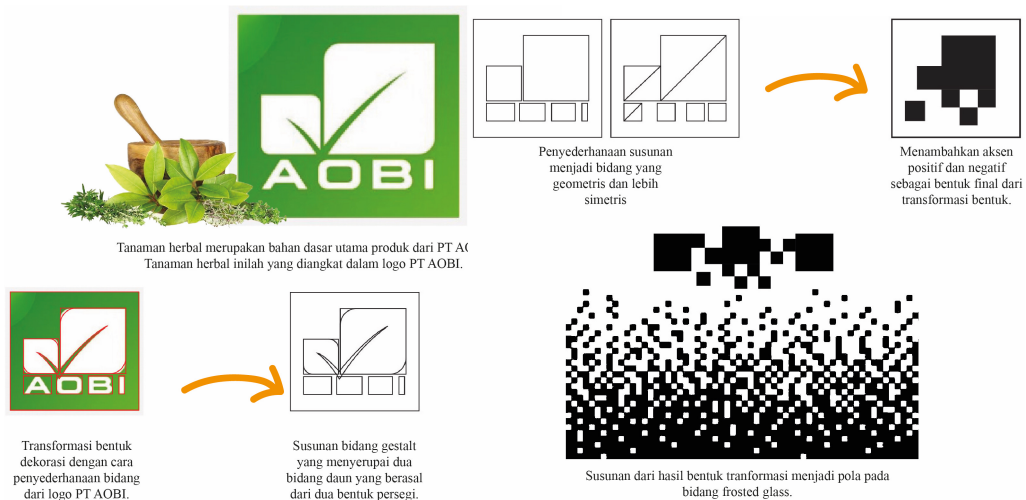 AOBI
Tanaman herbal merupakan bahan dasar utama produk dari PT
Tanaman herbal inilah yang diangkat dalam logo PT AOBI.
Penyederhanaan susunan
menjadi bidang yang
geometris dan lebih
simetris
Menambahkan aksen
positif dan negatif
sebagai bentuk final dari
transformasi bentuk.
AOBI
Transformasi bentuk
dekorasi dengan cara
penyederhanaan bidang
dari logo PT AOBI.
Susunan bidang gestalt
yang menyerupai dua
bidang daun yang berasal
dari dua bentuk persegi.
Susunan dari hasil bentuk tranformasi menjadi pola pada
bidang frosted glass.